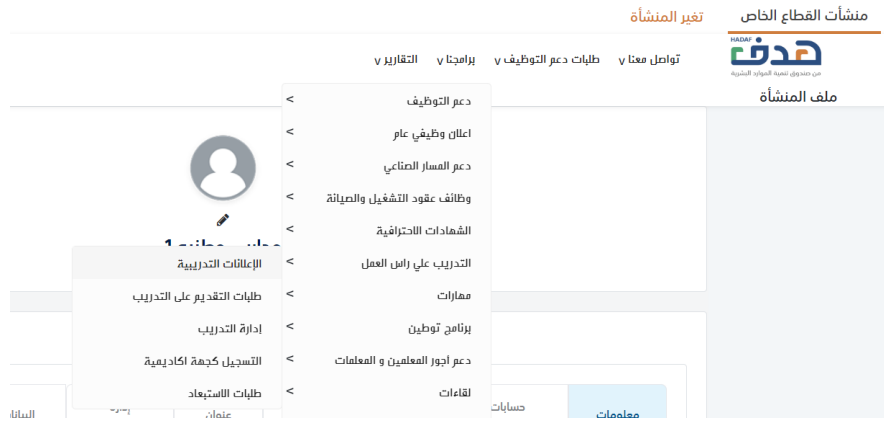 منشأت القطاع الخاص
تغير المنشأة
HADAF
هدف
من صندوق تنمية الموارد البشرية
ملف المنشأة
تواصل معنا
طلبات دعم التوظيف
برامجنا
التقارير
دعم التوظيف
اعلان وظيفي عام
دعم المسار الصناعي
وظائف عقود التشغيل والصيانة
الشهادات الاحترافية
التدريب علي راس العمل
مهارات
برنامج توطين
دعم اجور المعلمين و المعلمات
لقاءات
الإعلانات التدريبية
طلبات التقديم على التدريب
إدارة التدريب
التسجيل كجهة اكاديمية
طلبات الاستبعاد
معلومات
حسابات
عنوان